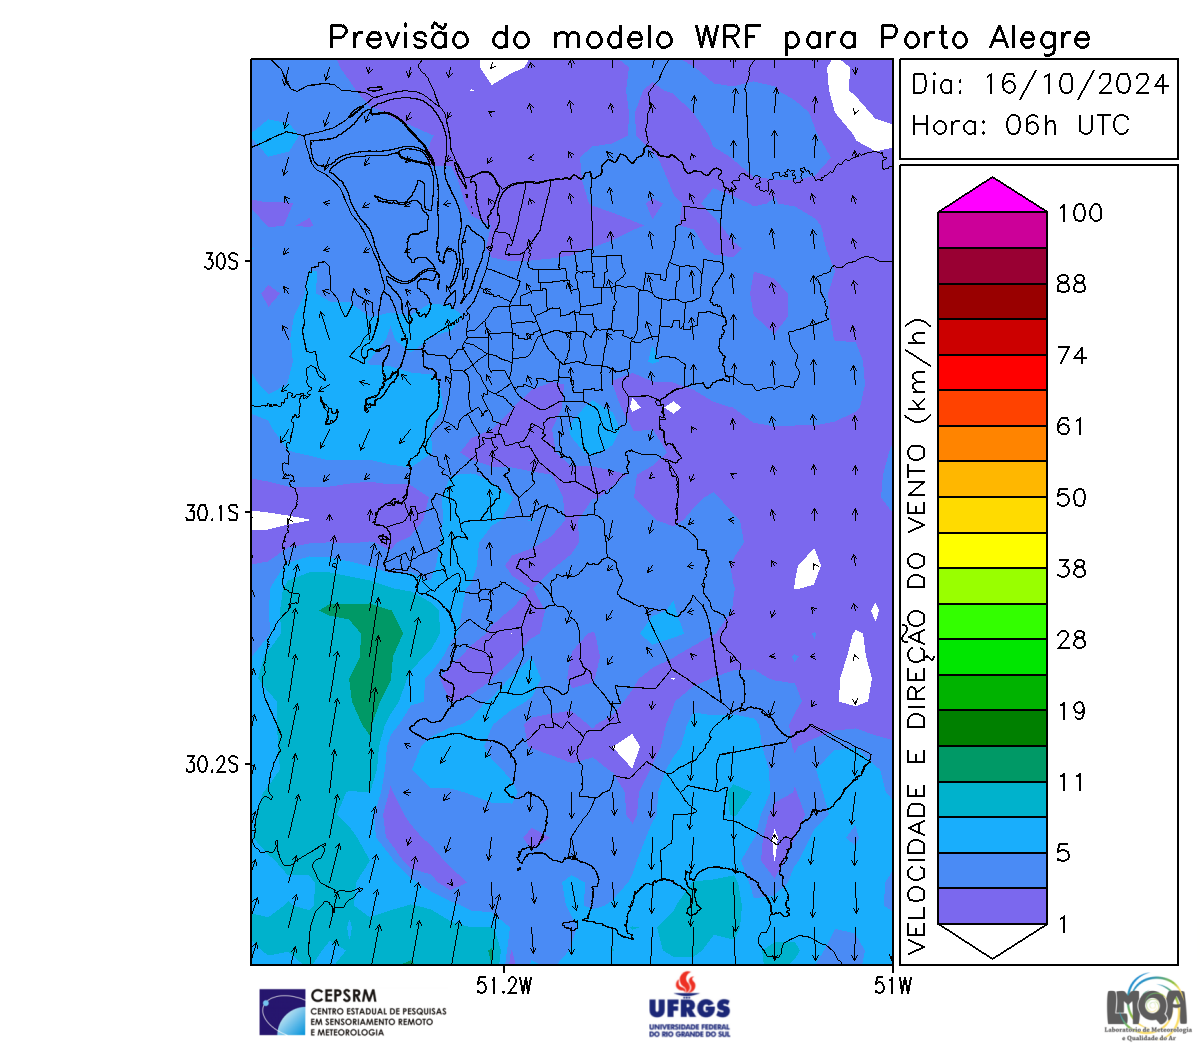 Previsão do modelo WRF para Porto Alegre
Dia: 16/10/2024
Hora: 06h UTC
100
88
74
61
50
38
28
19
11
5
1
VELOCIDADE E DIREÇÃO DO VENTO (km/h)
30S
30.1S
30.2S
51.2W
51W
CEPSRM
CENTRO ESTADUAL DE PESQUISAS
EM SENSORIAMENTO REMOTO
E METEOROLOGIA
UFRGS
UNIVERSIDADE FEDERAL
DO RIO GRANDE DO SUL
LMQA
Laboratório de Meteorologia
e Qualidade do Ar